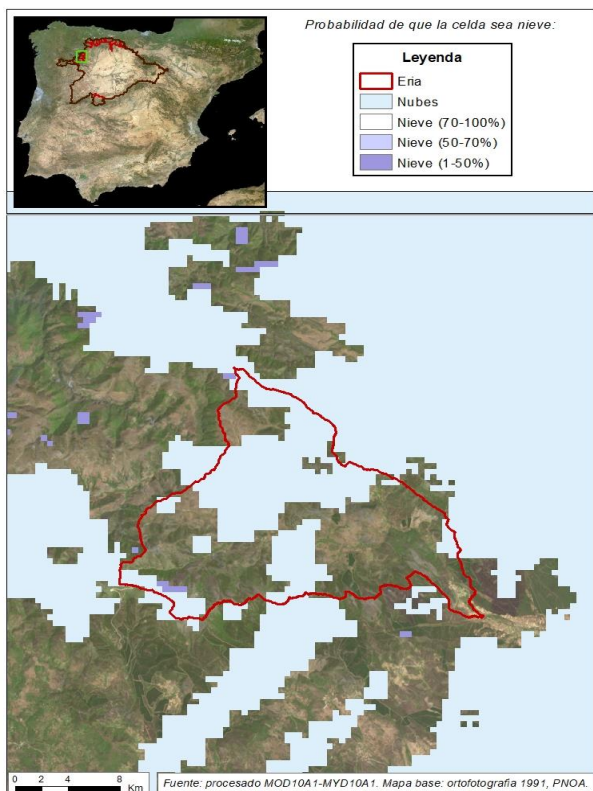 Probabilidad de que la celda sea nieve:
Leyenda
Eria
Nubes
Nieve (70-100%)
Nieve (50-70%)
Nieve (1-50%)
0 2 4 8
Km
Fuente: procesado MOD10A1-MYD10A1. Mapa base: ortofotografia 1991, PNOA.